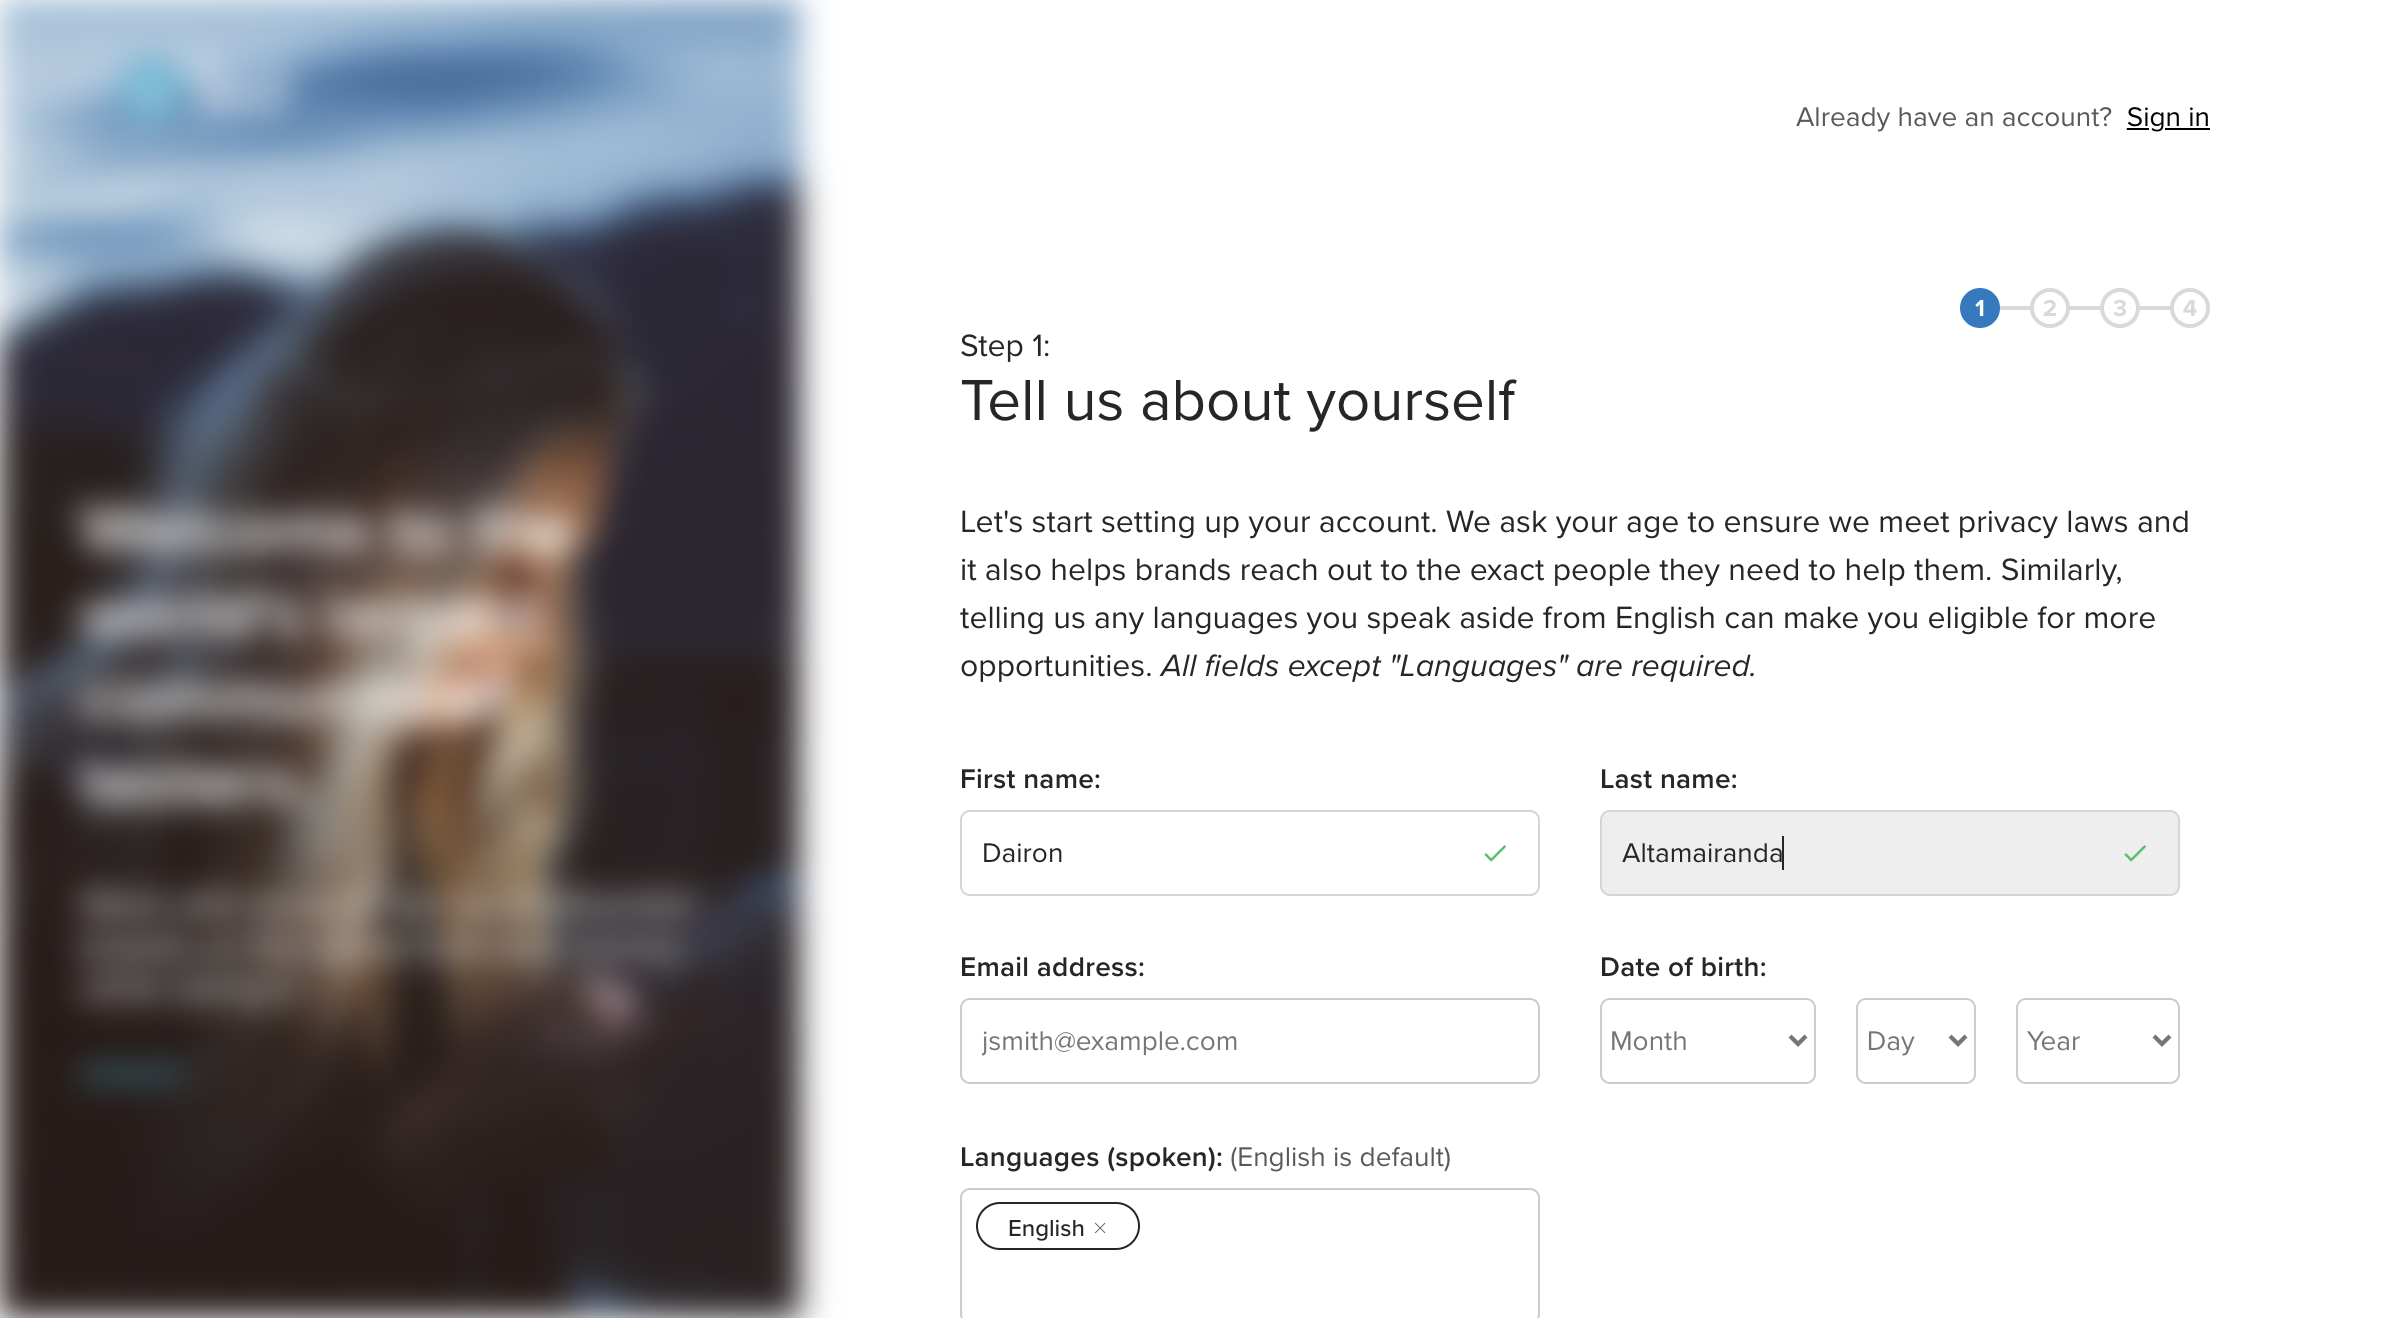 Already have an account? Sign in
1 2 3 4
Step 1:
Tell us about yourself
Let's start setting up your account. We ask your age to ensure we meet privacy laws and
it also helps brands reach out to the exact people they need to help them. Similarly,
telling us any languages you speak aside from English can make you eligible for more
opportunities. All fields except "Languages" are required.
First name:
Last name:
Dairon
Altamairanda
Email address:
Date of birth:
jsmith@example.com
Month
Day
Year
Languages (spoken): (English is default)
English ×